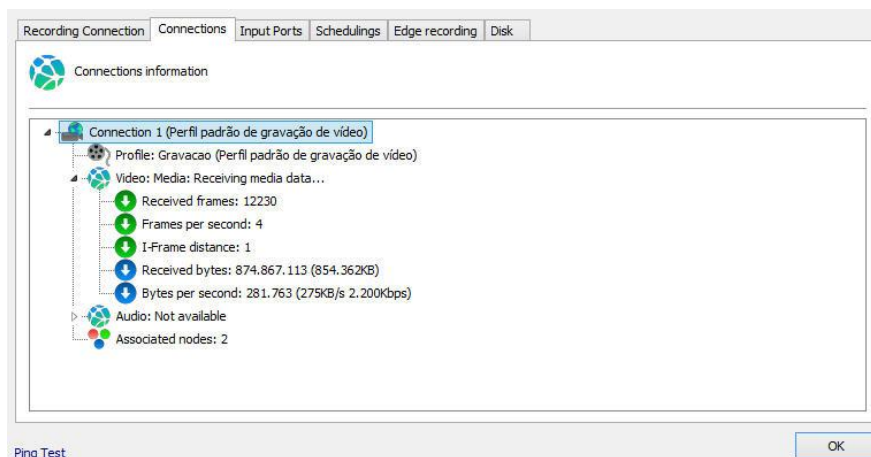 Recording Connection Connections Input Ports Schedulings Edge recording Disk
Connections information
Connection 1 (Perfil padrão de gravação de vídeo)
Profile: Gravacao (Perfil padrão de gravação de vídeo)
Video: Media: Receiving media data...
Received frames: 12230
Frames per second: 4
I-Frame distance: 1
Received bytes: 874.867.113 (854.362KB)
Bytes per second: 281.763 (275KB/s 2.200Kbps)
Audio: Not available
Associated nodes: 2
OK
Ping Test